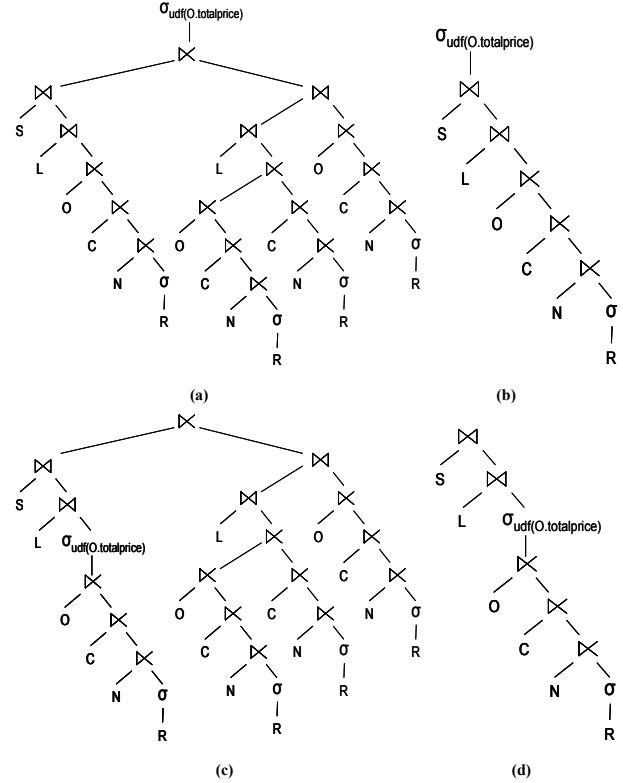 σudf(O.totalprice)
S
L L O
O C
C O C N σ
N σ C N σ R
R N σ R
R
(a)
σudf(O.totalprice)
S
L
O
C
N σ
R
(b)
S
L σudf(O.totalprice) L O
C
O O C N σ
C C N σ R
N σ N σ R
R R
(c)
S
L
σudf(O.totalprice)
O
C
N σ
R
(d)